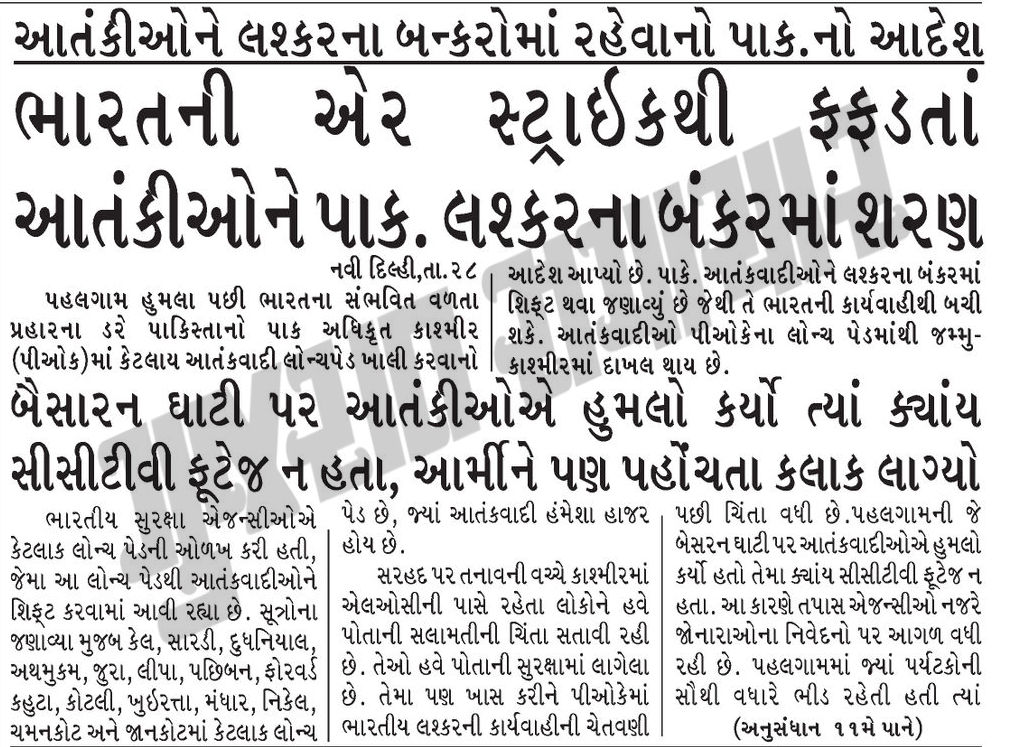 આતંકીઓને લશ્કરના બન્કરોમાં રહેવાનો પાક.નો આદેશ
ભારતની એર સ્ટ્રાઇકથી ફફડતાં
આતંકીઓને પાક. લશ્કરના બંકરમાં શરણ
નવી દિલ્હી,તા.૨૮
પહલગામ હુમલા પછી ભારતના સંભવિત વળતા
પ્રહારના ડરે પાકિસ્તાનો પાક અધિકૃત કાશ્મીર
(પીઓક)માં કેટલાય આતંકવાદી લોન્ચપેડ ખાલી કરવાનો
આદેશ આપ્યો છે. પાકે. આતંકવાદીઓને લશ્કરના બંકરમાં
શિફ્ટ થવા જણાવ્યું છે જેથી તે ભારતની કાર્યવાહીથી બચી
શકે. આતંકવાદીઓ પીઓકેના લોન્ચ પેડમાંથી જમ્મુ-
કાશ્મીરમાં દાખલ થાય છે.
બૈસારન ઘાટી પર આતંકીઓએ હુમલો કર્યો ત્યાં ક્યાંય
સીસીટીવી ફૂટેજ ન હતા, આર્મીને પણ પહોંચતા કલાક લાગ્યો
ભારતીય સુરક્ષા એજન્સીઓએ
કેટલાક લોન્ચ પેડની ઓળખ કરી હતી,
જેમા આ લોન્ચ પેડથી આતંકવાદીઓને
શિફ્ટ કરવામાં આવી રહ્યા છે. સૂત્રોના
જણાવ્યા મુજબ કેલ, સારડી, દુધનિયાલ,
અથમુકમ, જુરા, લીપા, પછિબન, ફોરવર્ડ
કહુટા, કોટલી, ખુઇરત્તા, મંધાર, નિકેલ,
ચમનકોટ અને જાનકોટમાં કેટલાક લોન્ચ
પેડ છે, જ્યાં આતંકવાદી હંમેશા હાજર
હોય છે.
સરહદ પર તનાવની વચ્ચે કાશ્મીરમાં
એલઓસીની પાસે રહેતા લોકોને હવે
પોતાની સલામતીની ચિંતા સતાવી રહી
છે. તેઓ હવે પોતાની સુરક્ષામાં લાગેલા
છે. તેમા પણ ખાસ કરીને પીઓકેમાં
ભારતીય લશ્કરની કાર્યવાહીની ચેતવણી
પછી ચિંતા વધી છે.પહલગામની જે
બેસરન ઘાટી પર આતંકવાદીઓએ હુમલો
કર્યો હતો તેમા ક્યાંય સીસીટીવી ફૂટેજ ન
હતા. આ કારણે તપાસ એજન્સીઓ નજરે
જોનારાઓના નિવેદનો પર આગળ વધી
રહી છે. પહલગામમાં જ્યાં પર્યટકોની
સૌથી વધારે ભીડ રહેતી હતી ત્યાં
(અનુસંધાન ૧૧મે પાને)
ગુજરાત સમાચાર